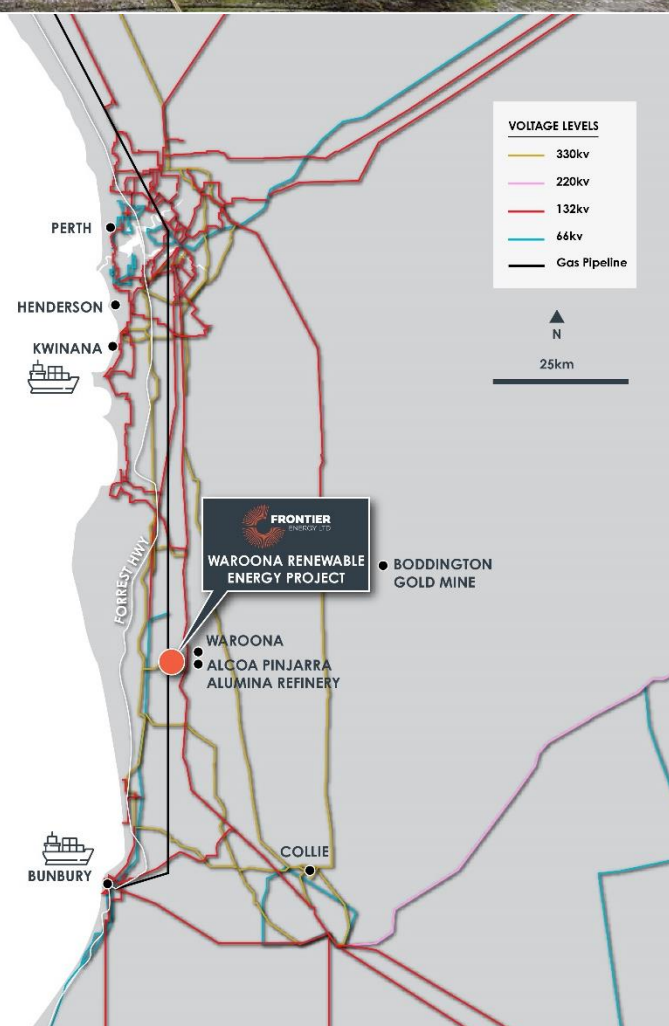 VOLTAGE LEVELS
330kv
220kv
132kv
66kv
Gas Pipeline
N
25km
PERTH
HENDERSON
KWINANA
FRONTIER
ENERGY LTD
WAROONA RENEWABLE
ENERGY PROJECT
BODDINGTON
GOLD MINE
FORREST HWY
WAROONA
ALCOA PINJARRA
ALUMINA REFINERY
COLLIE
BUNBURY